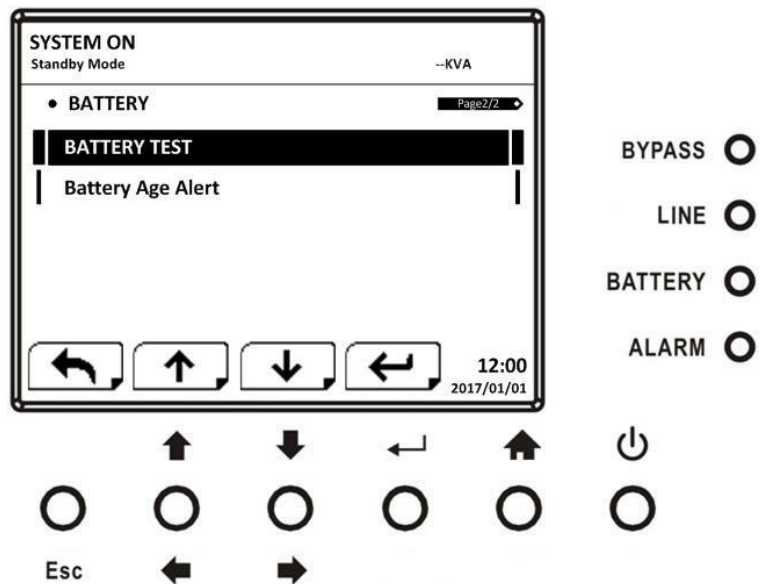 SYSTEM ON
Standby Mode --KVA
• BATTERY Page2/2
BATTERY TEST
Battery Age Alert
12:00
2017/01/01
BYPASS
LINE
BATTERY
ALARM
Esc